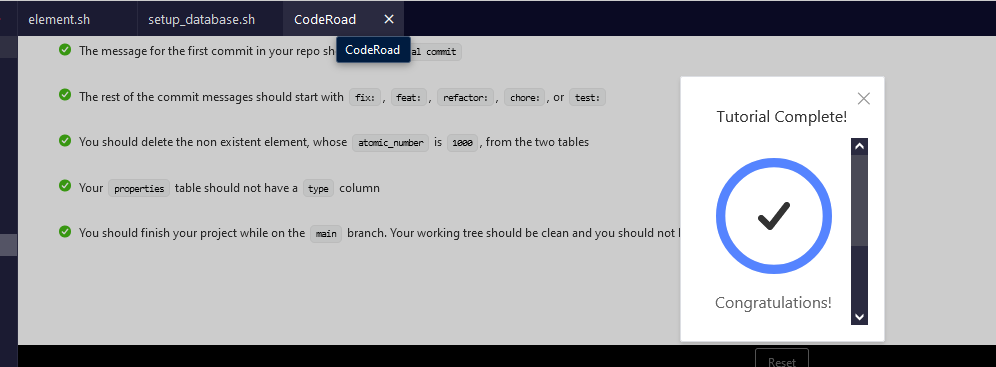 element.sh
setup_database.sh
CodeRoad
The message for the first commit in your repo sh al commit
CodeRoad
The rest of the commit messages should start with fix:, feat:, refactor:, chore:, or test:
You should delete the non existent element, whose atomic_number is 1000, from the two tables
Your properties table should not have a type column
You should finish your project while on the main branch. Your working tree should be clean and you should not
Tutorial Complete!
Congratulations!
Reset